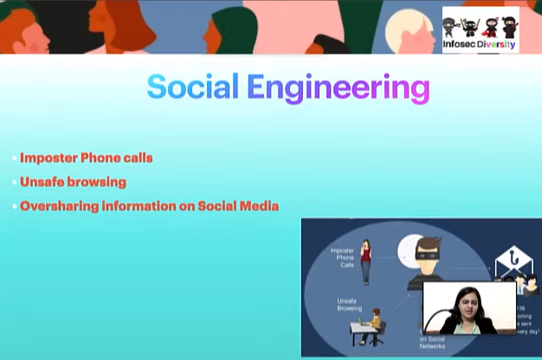 Infosec Diversity
Social Engineering
Imposter Phone calls
Unsafe browsing
Oversharing information on Social Media
Imposter
Phone
Calls
Unsafe
Browsing
on Social
Networks
sent